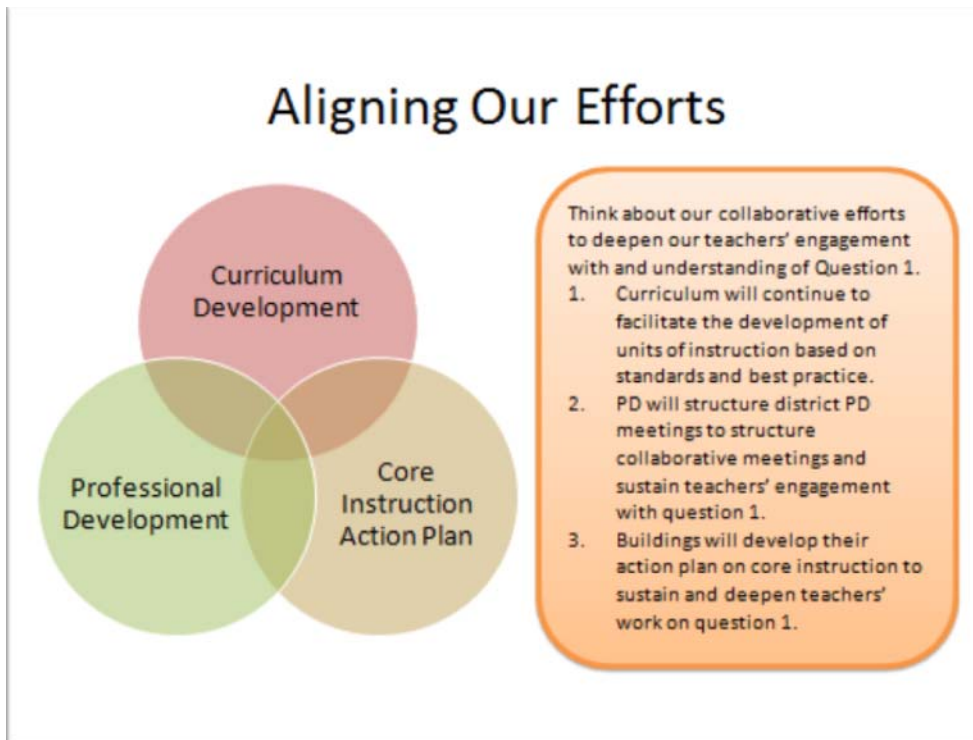 Aligning Our Efforts
Curriculum
Development
Professional
Development
Core
Instruction
Action Plan
Think about our collaborative efforts
to deepen our teachers’ engagement
with and understanding of Question 1.
1. Curriculum will continue to
facilitate the development of
units of instruction based on
standards and best practice.
2. PD will structure district PD
meetings to structure
collaborative meetings and
sustain teachers’ engagement
with question 1.
3. Buildings will develop their
action plan on core instruction to
sustain and deepen teachers’
work on question 1.